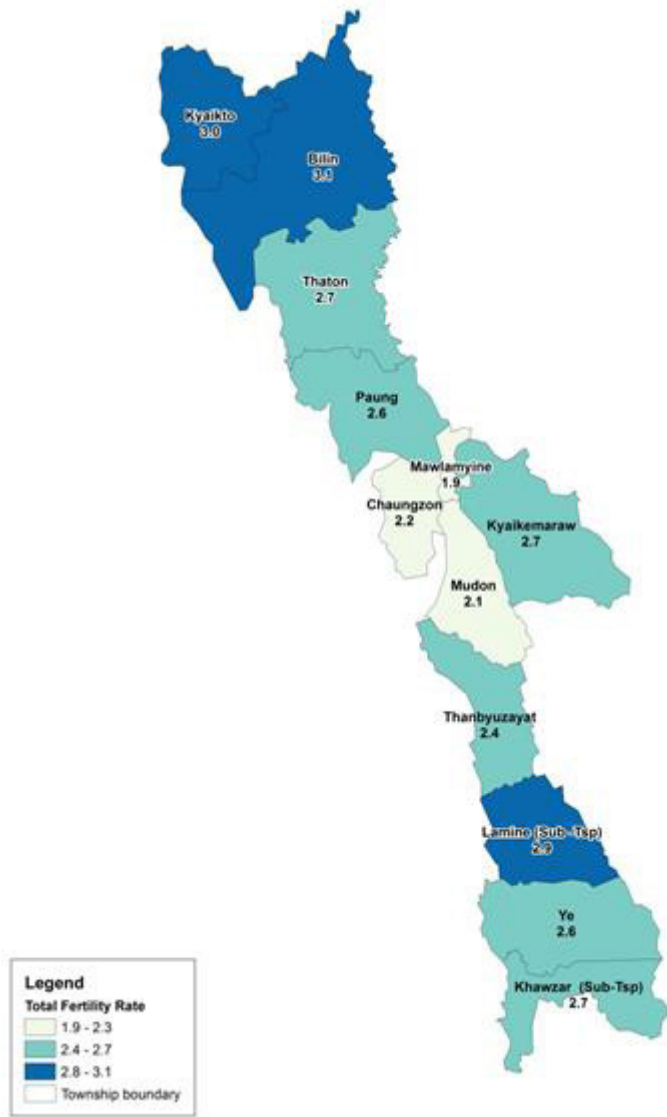 Kyaikto
3.0
Bilin
3.1
Thaton
2.7
Paung
2.6
Mawlamyine
1.9
Chaungzon
2.2
Kyaikemaraw
2.7
Mudon
2.1
Thanbyuzayat
2.4
Lamine (Sub-Tsp)
2.9
Ye
2.6
Khawzar (Sub-Tsp)
2.7
Legend
Total Fertility Rate
1.9 - 2.3
2.4 - 2.7
2.8 - 3.1
Township boundary